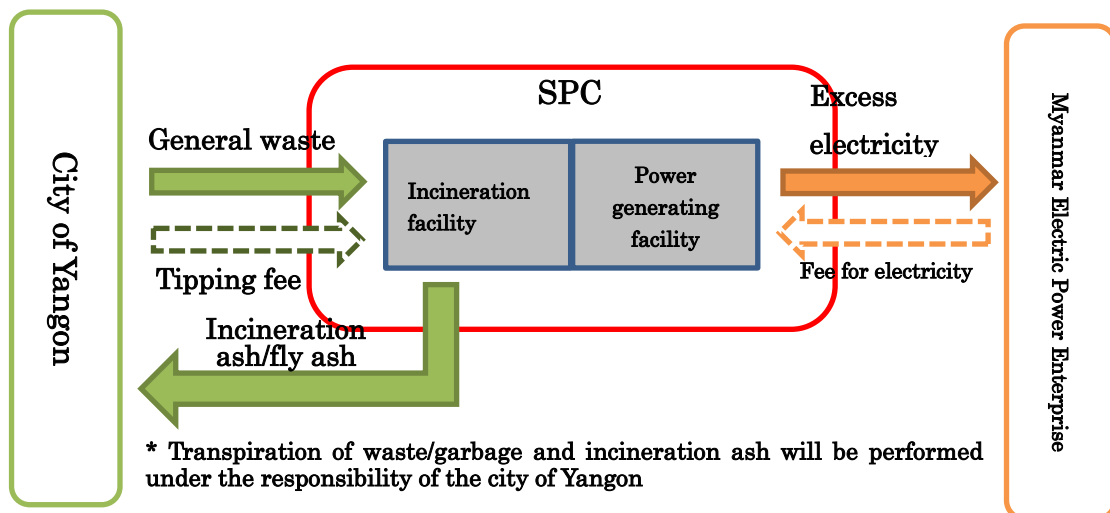 City of Yangon
General waste
Tipping fee
Incineration
ash/fly ash
SPC
Incineration
facility
Power
generating
facility
Excess
electricity
Fee for electricity
Myanmar Electric Power Enterprise
* Transpiration of waste/garbage and incineration ash will be performed
under the responsibility of the city of Yangon